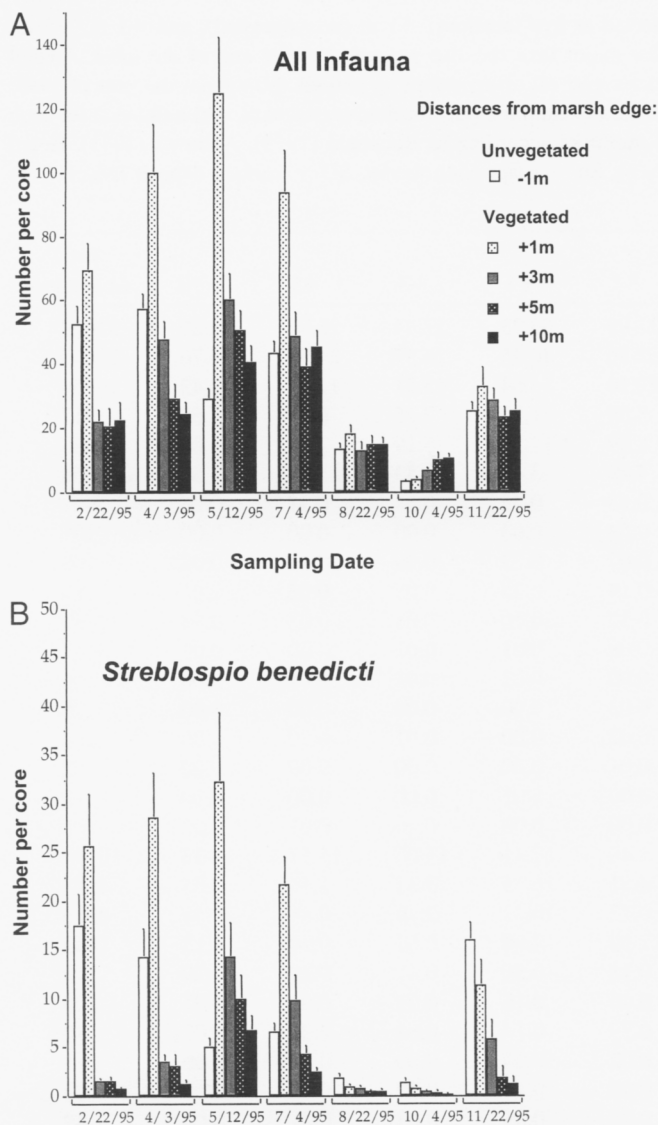 A
All Infauna
Distances from marsh edge:
Unvegetated
-1m
Vegetated
+1m
+3m
+5m
+10m
Number per core
140
120
100
80
60
40
20
0
2/22/95 4/ 3/95 5/12/95 7/ 4/95 8/22/95 10/ 4/95 11/22/95
Sampling Date
B
Streblospio benedicti
Number per core
50
45
40
35
30
25
20
15
10
5
0
2/22/95 4/ 3/95 5/12/95 7/ 4/95 8/22/95 10/ 4/95 11/22/95